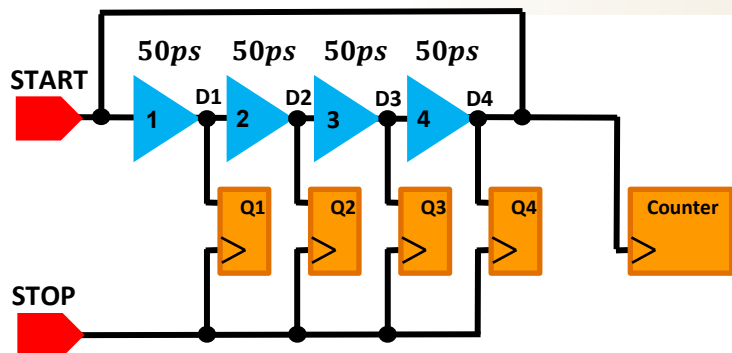 50ps 50ps 50ps 50ps
START
D1 D2 D3 D4
1 2 3 4
Q1 Q2 Q3 Q4 Counter
STOP